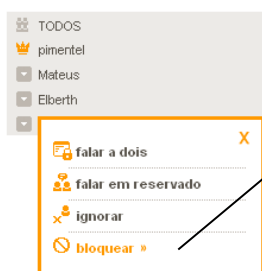 TODOS
pimentel
Mateus
Elberth
X
falar a dois
falar em reservado
ignorar
bloquear »